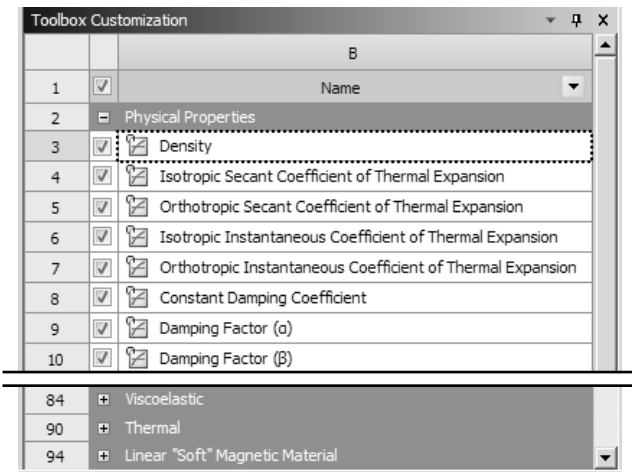 Toolbox Customization
B
1 Name
2 Physical Properties
3 Density
4 Isotropic Secant Coefficient of Thermal Expansion
5 Orthotropic Secant Coefficient of Thermal Expansion
6 Isotropic Instantaneous Coefficient of Thermal Expansion
7 Orthotropic Instantaneous Coefficient of Thermal Expansion
8 Constant Damping Coefficient
9 Damping Factor (α)
10 Damping Factor (β)
84 Viscoelastic
90 Thermal
94 Linear "Soft" Magnetic Material